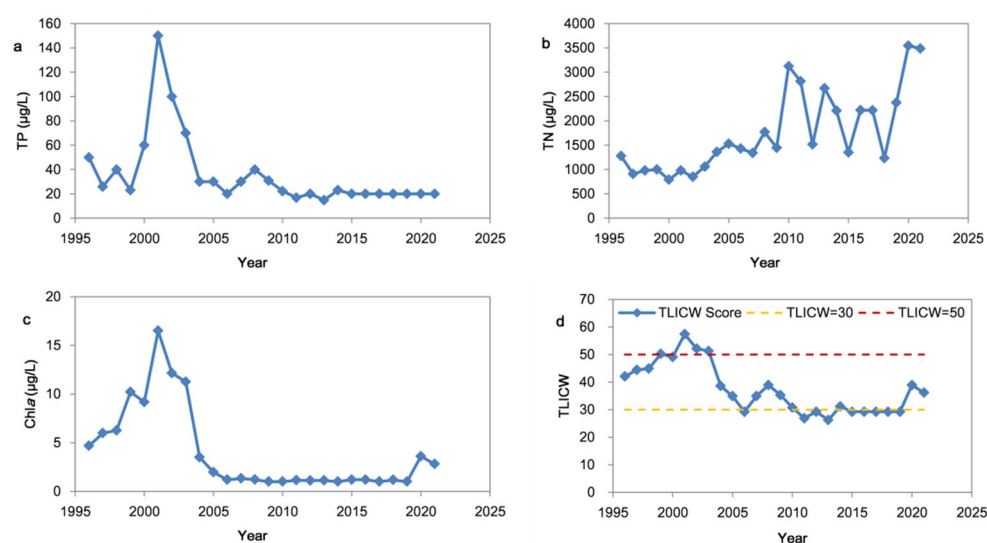 a
TP (µg/L)
160
140
120
100
80
60
40
20
0
1995 2000 2005 2010 2015 2020 2025
Year
b
TN (µg/L)
4000
3500
3000
2500
2000
1500
1000
500
0
1995 2000 2005 2010 2015 2020 2025
Year
c
Chla (µg/L)
20
15
10
5
0
1995 2000 2005 2010 2015 2020 2025
Year
d
TLICW
TLICW Score TLICW=30 TLICW=50
70
60
50
40
30
20
10
0
1995 2000 2005 2010 2015 2020 2025
Year